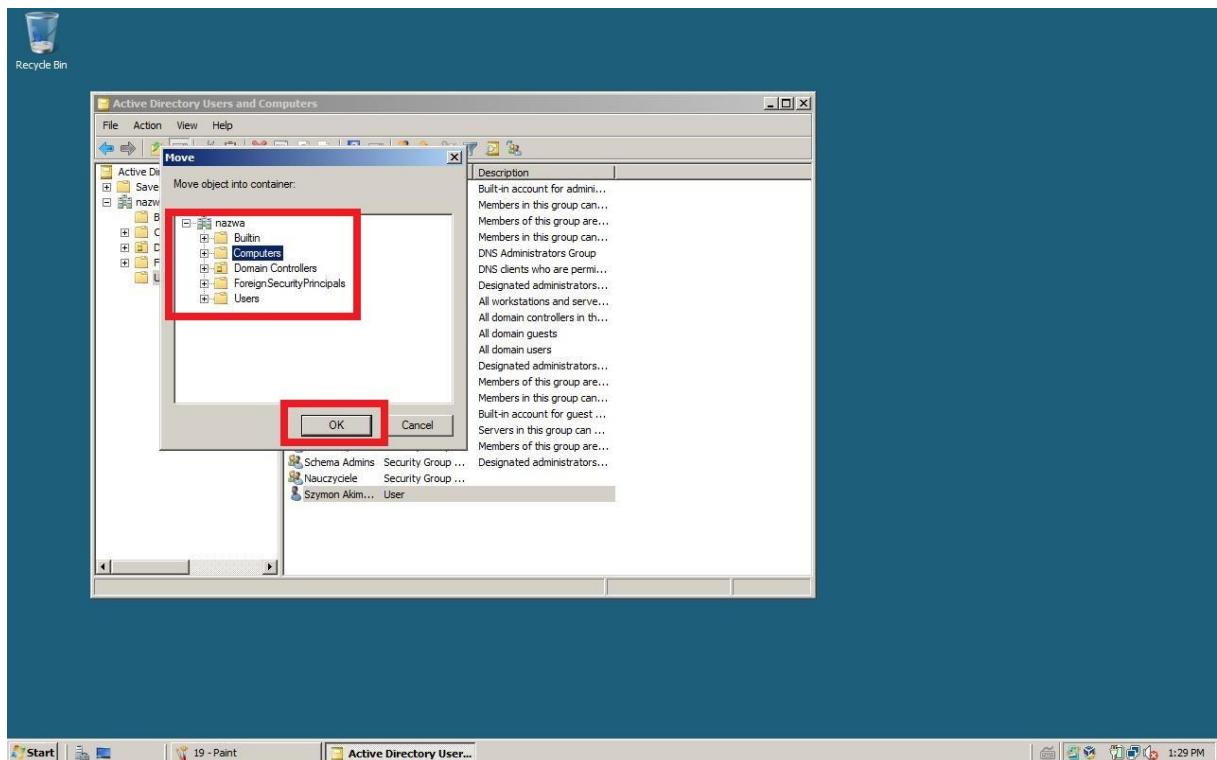 Recycle Bin
Active Directory Users and Computers
File Action View Help
Move
Move object into container:
nazwa
Builtin
Computers
Domain Controllers
ForeignSecurityPrincipals
Users
OK Cancel
Active Di
Save
nazw
B
C
D
F
U
Description
Built-in account for admini...
Members in this group can...
Members of this group are...
Members in this group can...
DNS Administrators Group
DNS clients who are permi...
Designated administrators...
All workstations and serve...
All domain controllers in th...
All domain guests
All domain users
Designated administrators...
Members of this group are...
Members in this group can...
Built-in account for guest ...
Servers in this group can ...
Members of this group are...
Schema Admins Security Group ... Designated administrators...
Nauczyciele Security Group ...
Szymon Akim... User
Start 19 - Paint Active Directory User... 1:29 PM